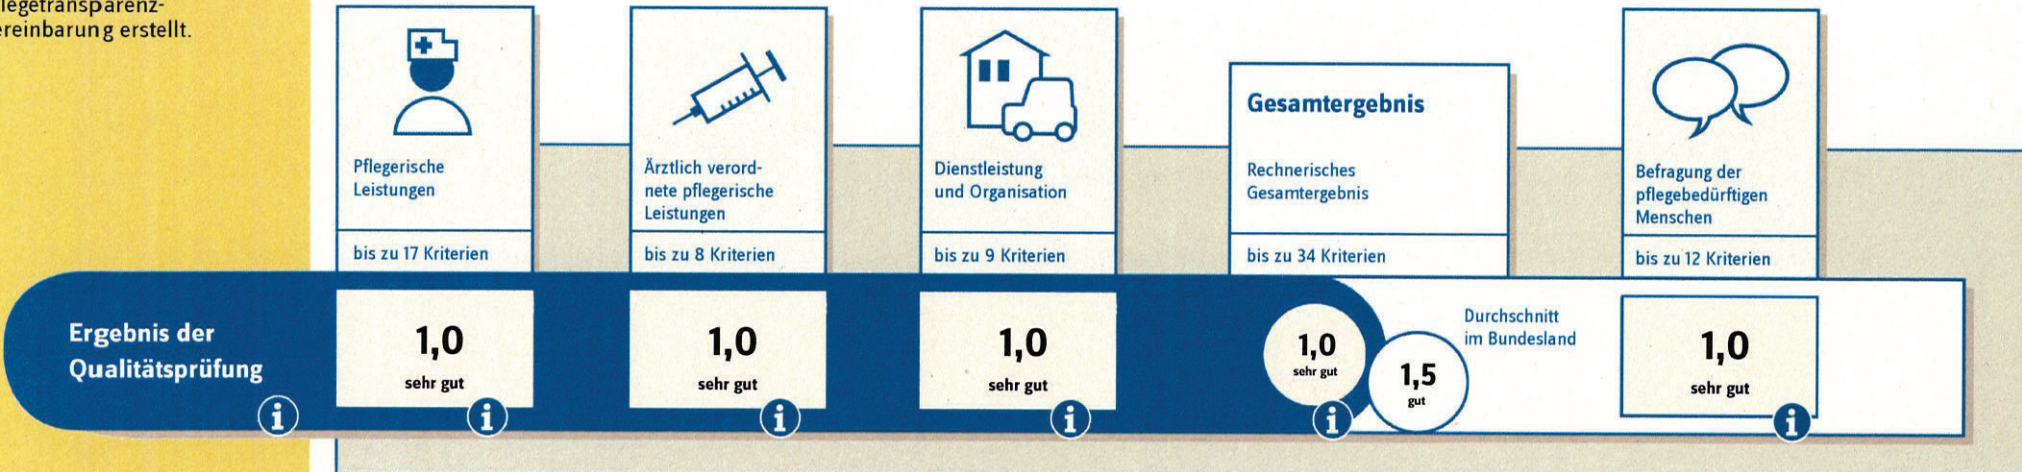 legetransparenz-
ereinbarung erstellt.
Pflegerische
Leistungen
bis zu 17 Kriterien
Ärztlich verord-
nete pflegerische
Leistungen
bis zu 8 Kriterien
Dienstleistung
und Organisation
bis zu 9 Kriterien
Gesamtergebnis
Rechnerisches
Gesamtergebnis
bis zu 34 Kriterien
Befragung der
pflegebedürftigen
Menschen
bis zu 12 Kriterien
Ergebnis der
Qualitätsprüfung
i
1,0
sehr gut
i
1,0
sehr gut
i
1,0
sehr gut
i
1,0
sehr gut
i
1,5
gut
Durchschnitt
im Bundesland
1,0
sehr gut
i